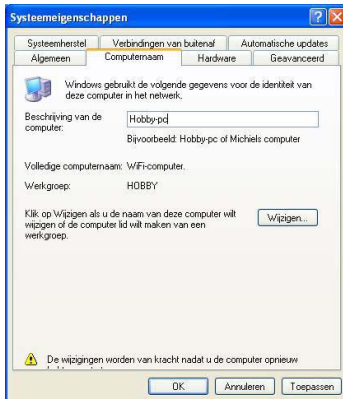 Systeemeigenschappen
Systeemherstel Verbindingen van buitenaf Automatische updates
Algemeen Computernaam Hardware Geavanceerd
Windows gebruikt de volgende gegevens voor de identiteit van
deze computer in het netwerk.
Beschrijving van de
computer:
Hobby-pc
Bijvoorbeeld: Hobby-pc of Michiels computer
Volledige computernaam: WiFi-computer.
Werkgroep: HOBBY
Klik op Wijzigen als u de naam van deze computer wilt
wijzigen of de computer lid wilt maken van een
werkgroep.
Wijzigen...
De wijzigingen worden van kracht nadat u de computer opnieuw
OK Annuleren Toepassen